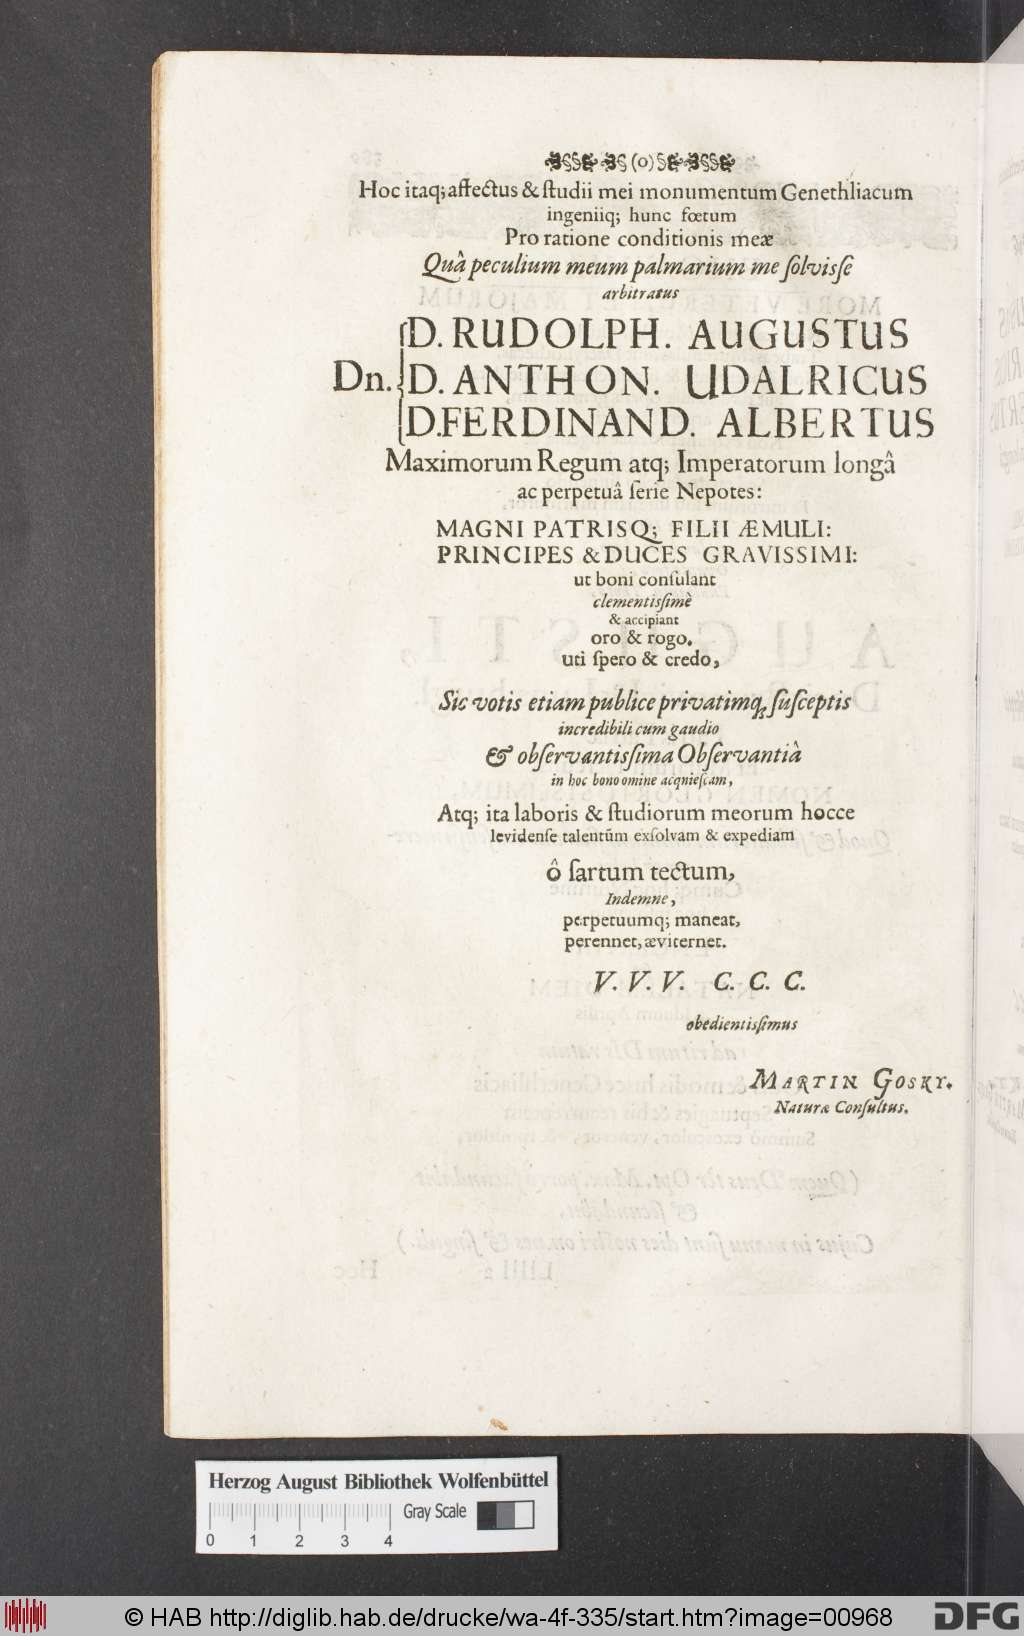 (o)
Hoc itaq; affectus & ſtudii mei monumentum Genethliacum
ingeniiq; hunc fœtum
Pro ratione conditionis meæ
Quâ peculium meum palmarium me ſolviſſe
arbitratus
Dn.
D. RUDOLPH. AUGUSTUS
D. ANTHON. UDALRICUS
D. FERDINAND. ALBERTUS
Maximorum Regum atq; Imperatorum longâ
ac perpetuâ ſerie Nepotes:
MAGNI PATRISQ; FILII ÆMULI:
PRINCIPES & DUCES GRAVISSIMI:
ut boni conſulant
clementiſſimè
& accipiant
oro & rogo.
uti ſpero & credo,
Sic votis etiam publice privatimq; ſuſceptis
incredibili cum gaudio
& obſervantiſſima Obſervantiâ
in hoc bono omine acqnieſcam,
Atq; ita laboris & ſtudiorum meorum hocce
levidenſe talentũm exſolvam & expediam
ô ſartum tectum,
Indemne,
perpetuumq; maneat,
perennet, æviternet.
V. V. V. C. C. C.
obedientiſſimus
MARTIN GOSKY.
Naturæ Conſultus.
Herzog August Bibliothek Wolfenbüttel
Gray Scale
0 1 2 3 4
© HAB http://diglib.hab.de/drucke/wa-4f-335/start.htm?image=00968
DFG